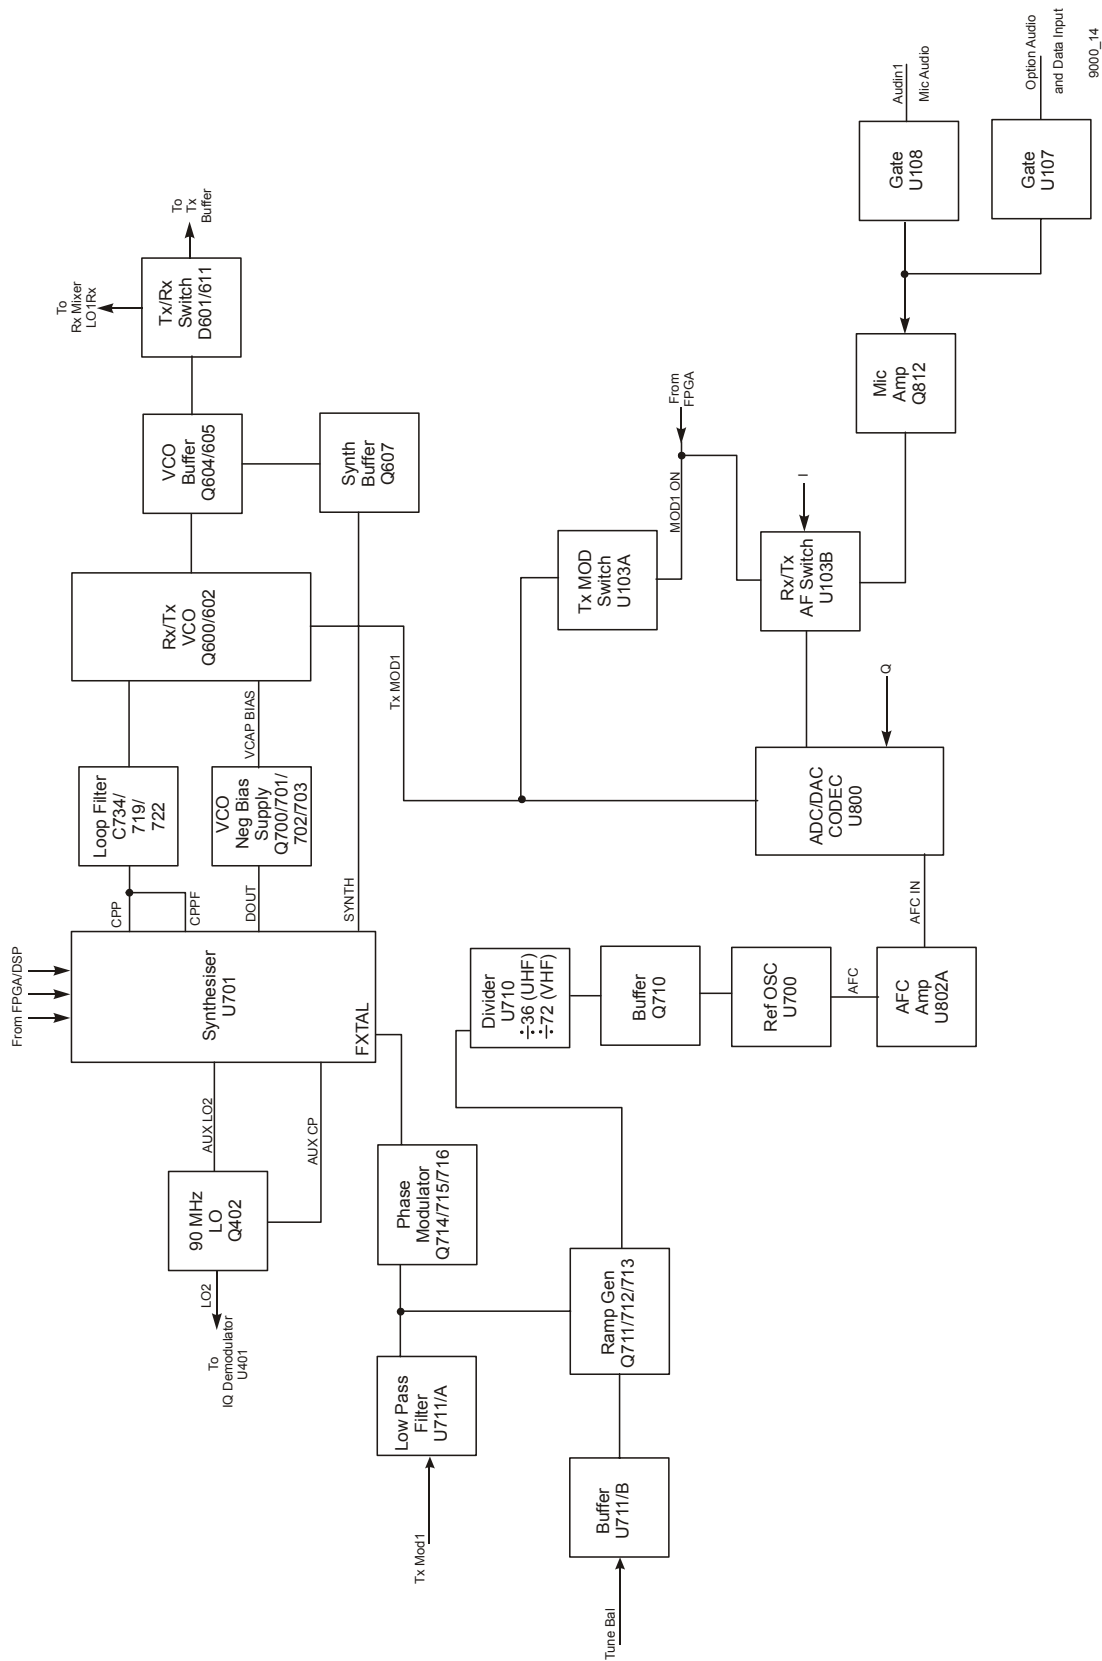 To
Rx Mixer
LO1Rx
To
Tx
Buffer
Tx/Rx
Switch
D601/611
VCO
Buffer
Q604/605
Synth
Buffer
Q607
Rx/Tx
VCO
Q600/602
VCAP BIAS
Tx MOD1
Loop Filter
C734/
719/
722
VCO
Neg Bias
Supply
Q700/701/
702/703
CPP
CPPF
DOUT
SYNTH
From FPGA/DSP
Synthesiser
U701
FXTAL
AUX LO2
AUX CP
90 MHz
LO
Q402
LO2
To
IQ Demodulator
U401
Phase
Modulator
Q714/715/716
Low Pass
Filter
U711/A
Tx Mod1
Ramp Gen
Q711/712/713
Buffer
U711/B
Tune Bal
Divider
U710
÷36 (UHF)
÷72 (VHF)
Buffer
Q710
Ref OSC
U700
AFC
AFC
Amp
U802A
AFC IN
ADC/DAC
CODEC
U800
Q
Tx MOD
Switch
U103A
MOD1 ON
From
FPGA
Rx/Tx
AF Switch
U103B
I
Mic
Amp
Q812
Gate
U108
Audin1
Mic Audio
Gate
U107
Option Audio
and Data Input
9000_14